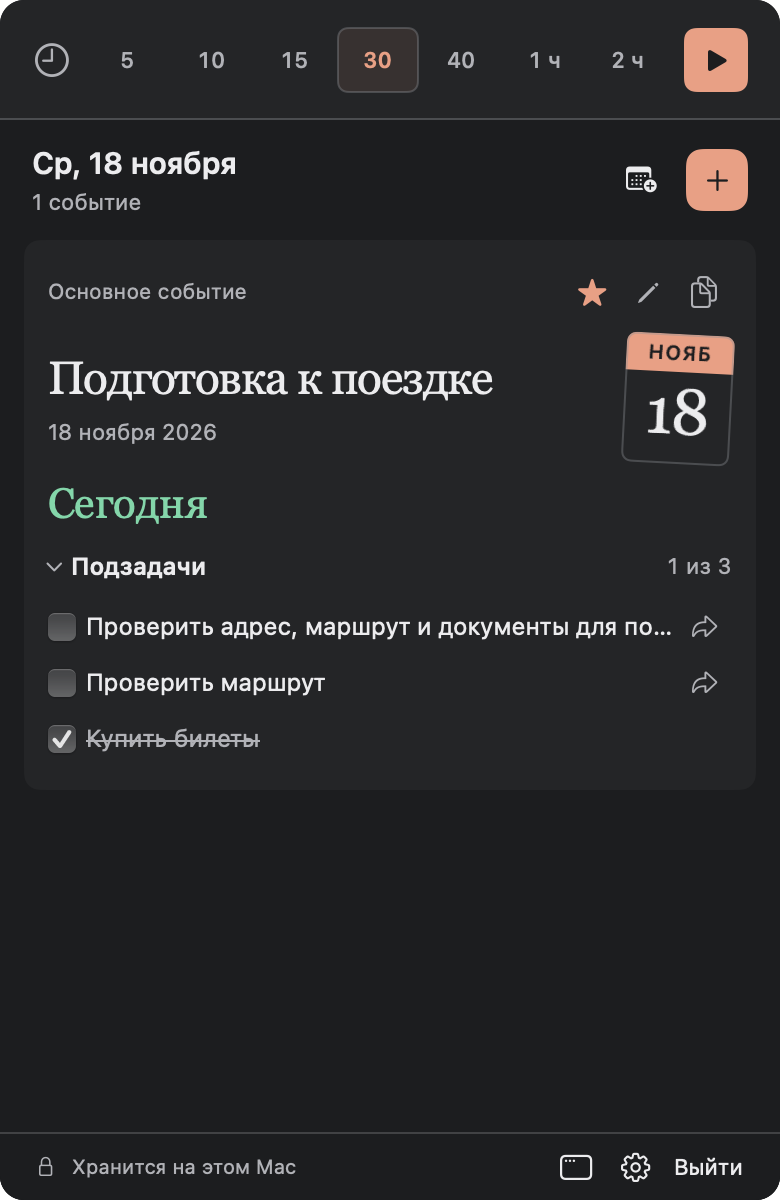 5 10 15 30 40 1 ч 2 ч
Ср, 18 ноября
1 событие
Основное событие
НОЯБ
18
Подготовка к поездке
18 ноября 2026
Сегодня
Подзадачи 1 из 3
Проверить адрес, маршрут и документы для по...
Проверить маршрут
Купить билеты
Хранится на этом Mac Выйти